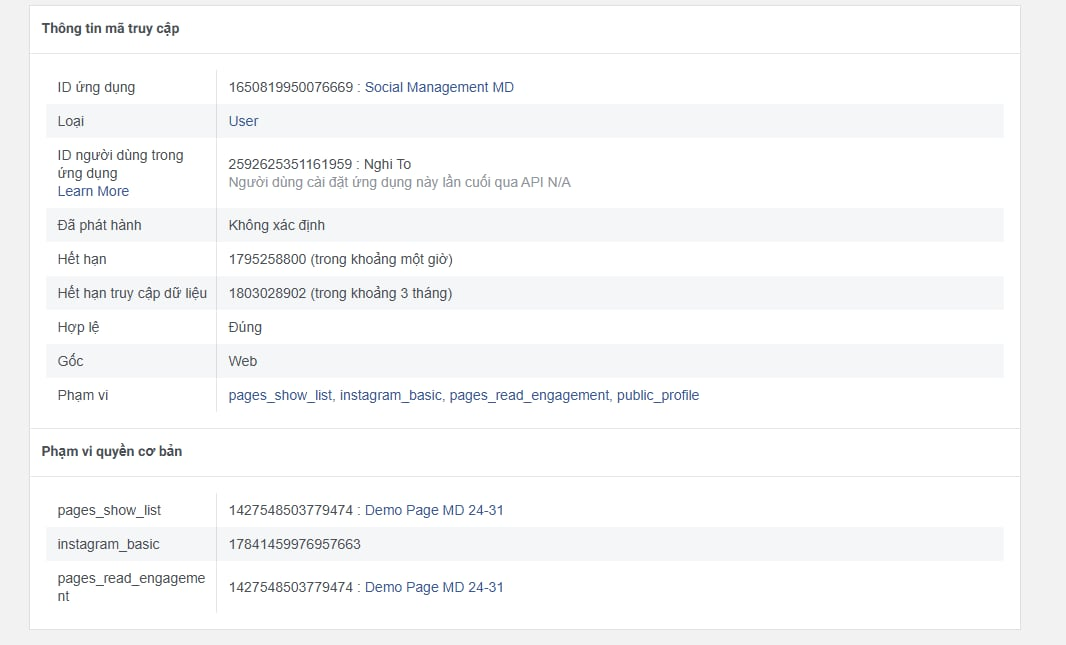 Thông tin mã truy cập
ID ứng dụng
1650819950076669 : Social Management MD
Loại
User
ID người dùng trong
ứng dụng
Learn More
2592625351161959 : Nghi To
Người dùng cài đặt ứng dụng này lần cuối qua API N/A
Đã phát hành
Không xác định
Hết hạn
1795258800 (trong khoảng một giờ)
Hết hạn truy cập dữ liệu
1803028902 (trong khoảng 3 tháng)
Hợp lệ
Đúng
Gốc
Web
Phạm vi
pages_show_list, instagram_basic, pages_read_engagement, public_profile
Phạm vi quyền cơ bản
pages_show_list
1427548503779474 : Demo Page MD 24-31
instagram_basic
17841459976957663
pages_read_engageme
nt
1427548503779474 : Demo Page MD 24-31